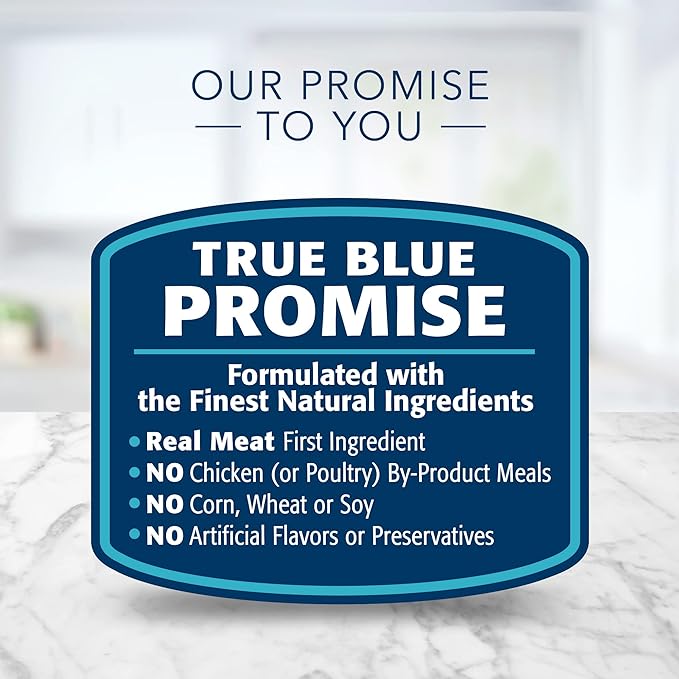 OUR PROMISE
TO YOU
TRUE BLUE
PROMISE
Formulated with
the Finest Natural Ingredients
• Real Meat First Ingredient
• NO Chicken (or Poultry) By-Product Meals
• NO Corn, Wheat or Soy
• NO Artificial Flavors or Preservatives